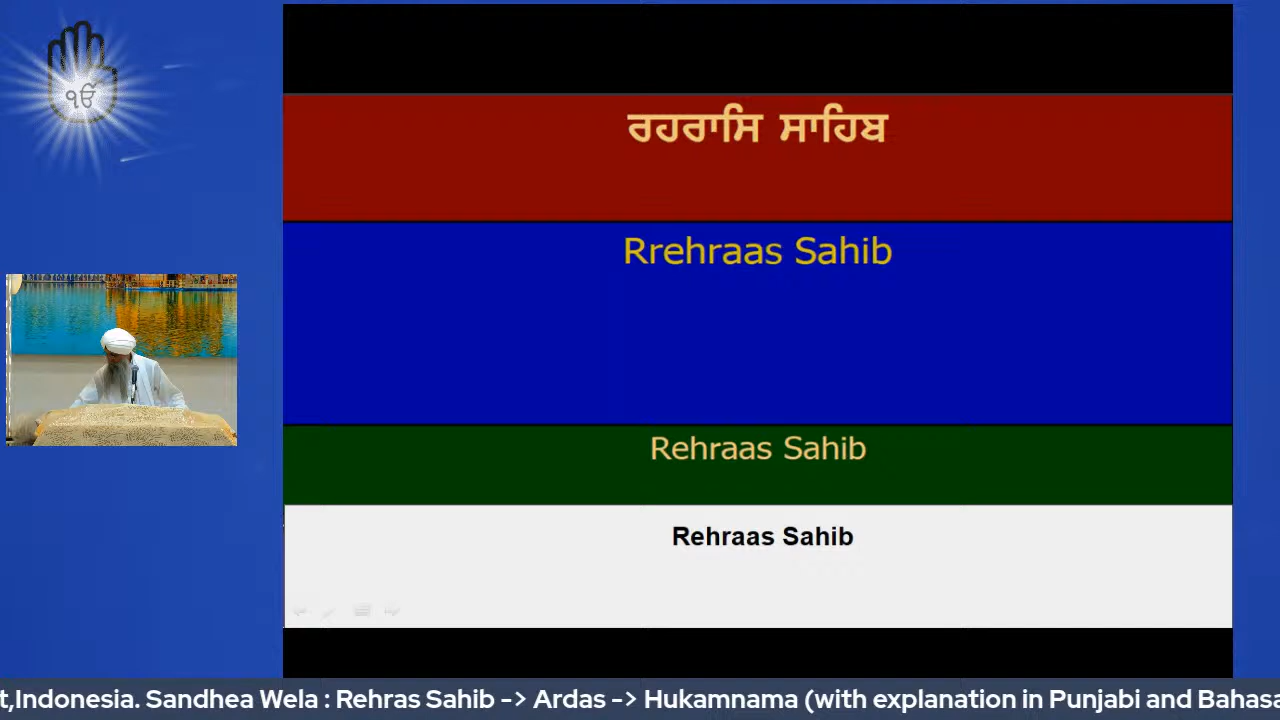 ੴ
ਰਹਰਾਸਿ ਸਾਹਿਬ
Rrehraas Sahib
Rehraas Sahib
Rehraas Sahib
t,Indonesia. Sandhea Wela : Rehras Sahib -> Ardas -> Hukamnama (with explanation in Punjabi and Bahasa